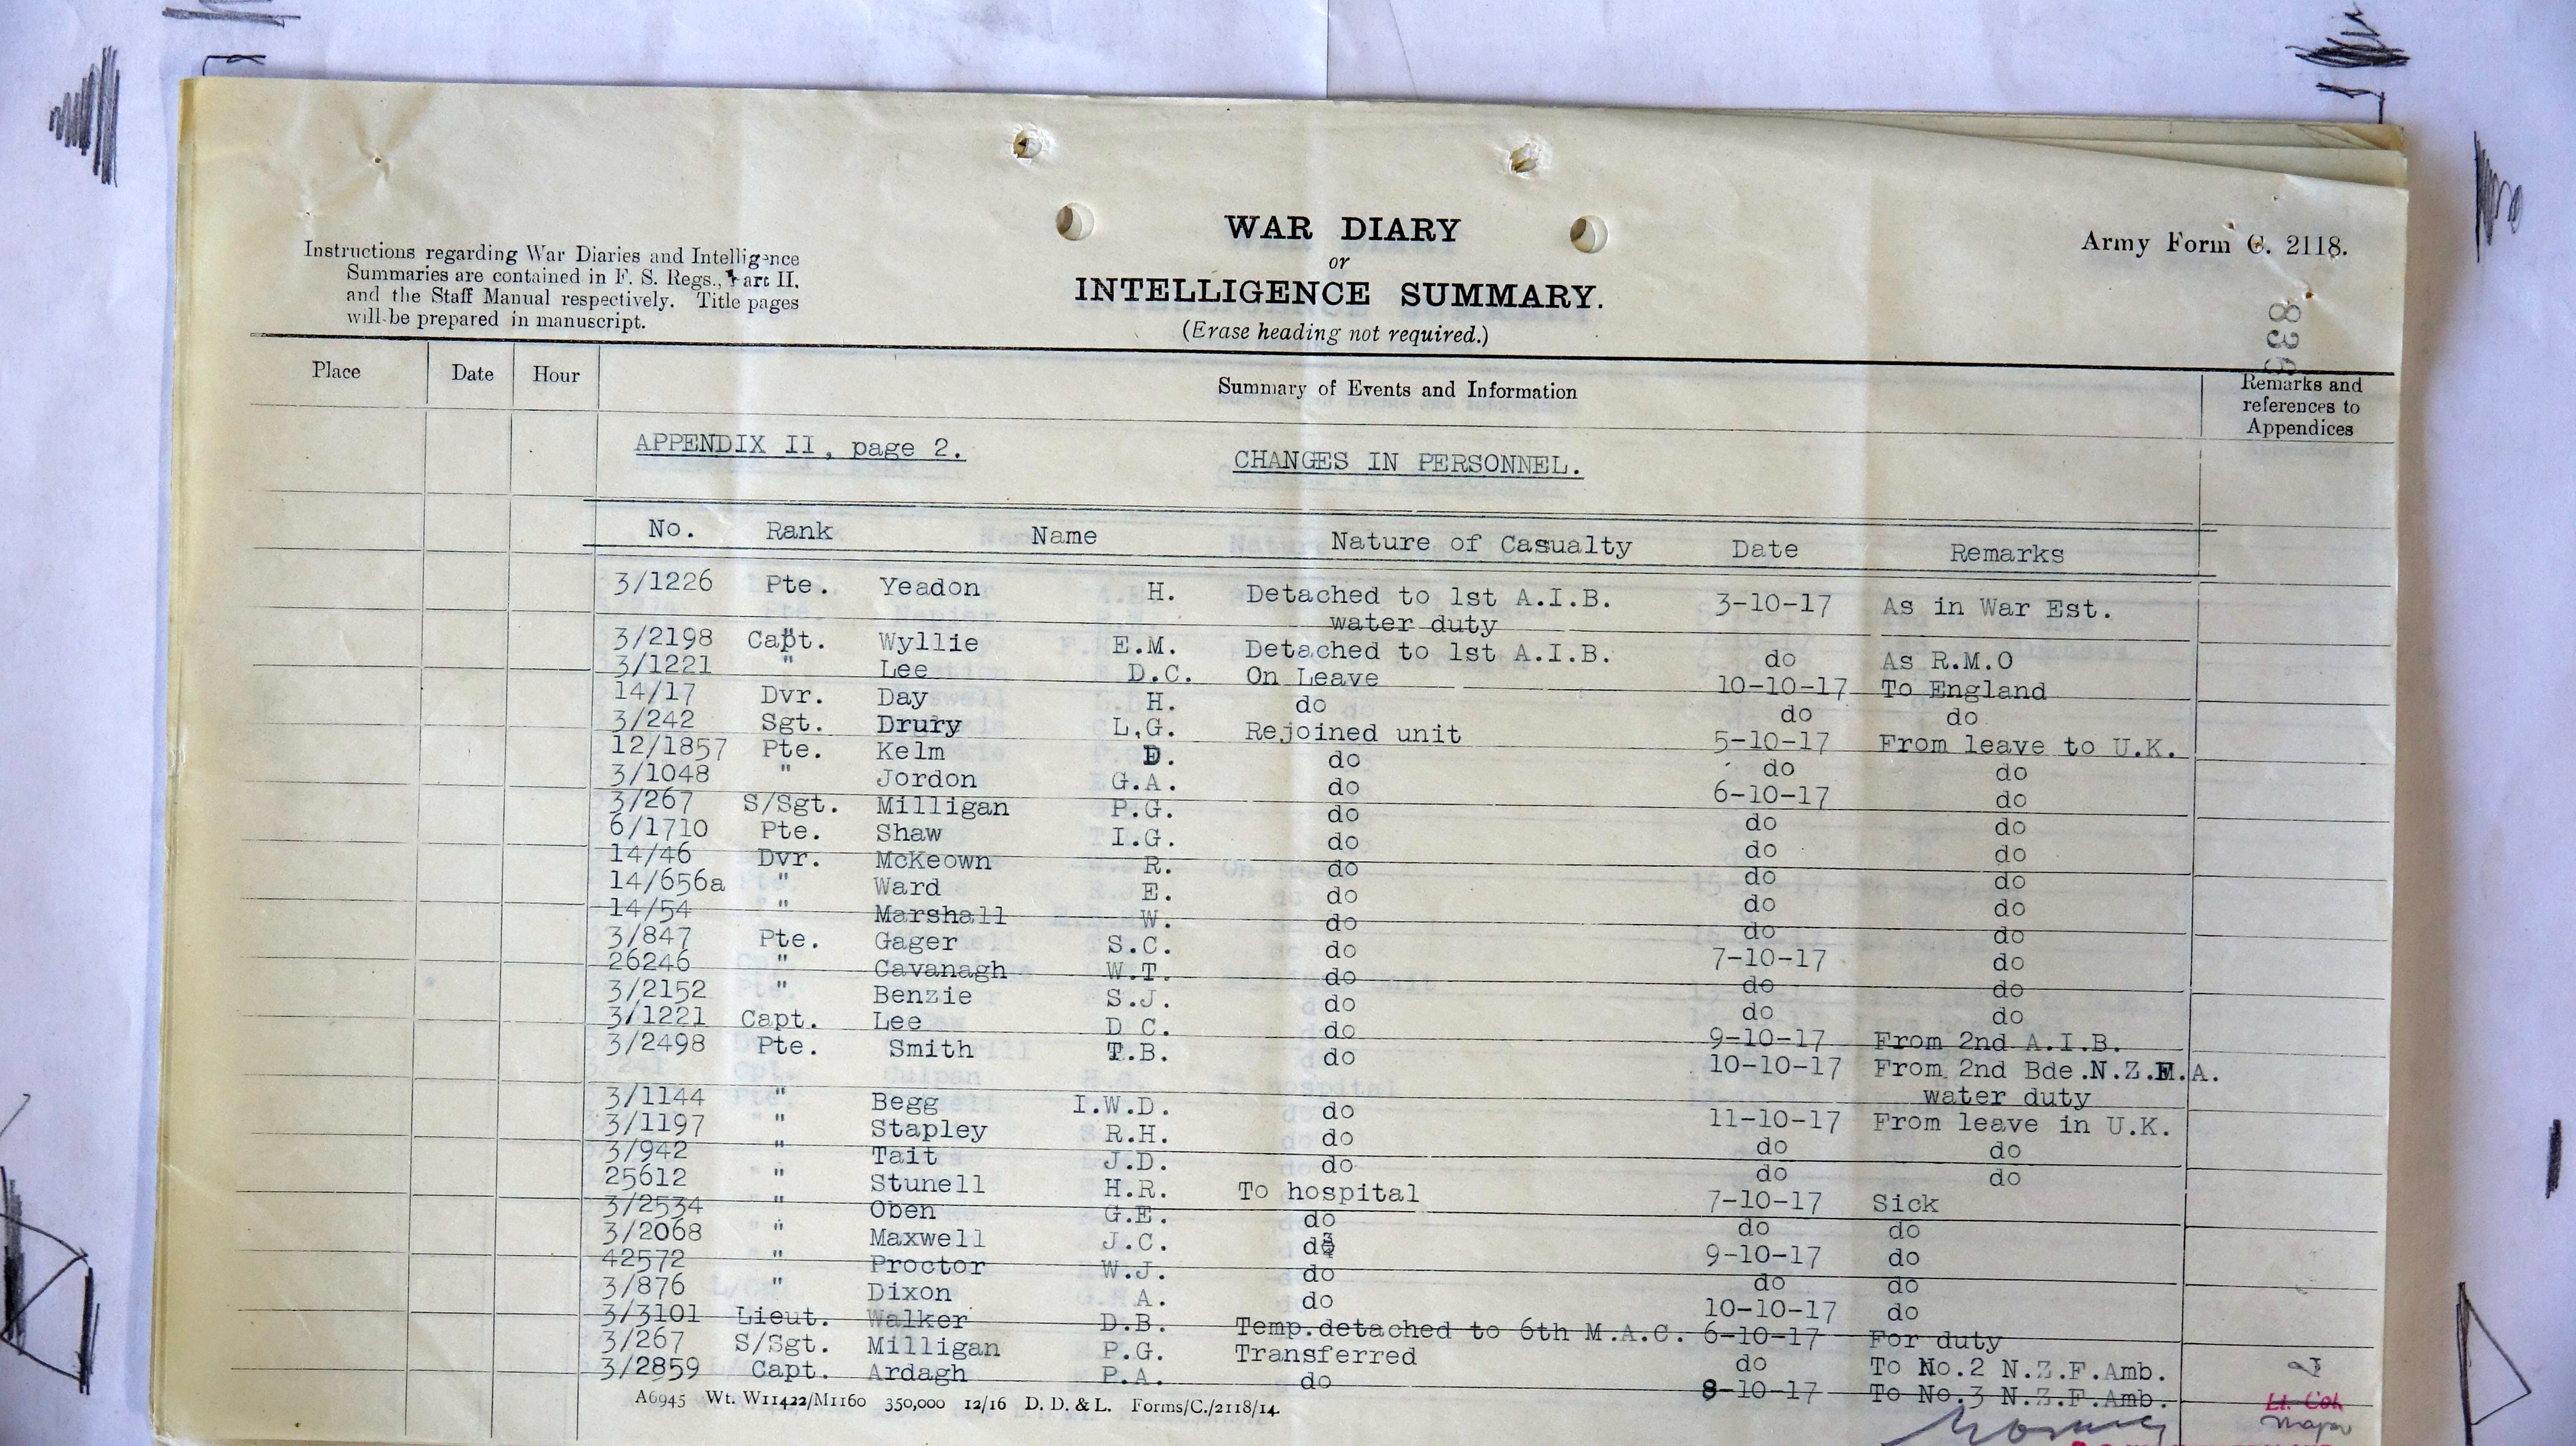 WAR DIARY
or
INTELLIGENCE SUMMARY.
(Erase heading not required.)
Instructions regarding War Diaries and Intelligence
Summaries are contained in F. S. Regs., Part II.
and the Staff Manual respectively. Title pages
will be prepared in manuscript.
Army Form C. 2118.
Place Date Hour Summary of Events and Information Remarks and
references to
Appendices
APPENDIX II, page 2. CHANGES IN PERSONNEL.
No. Rank Name Nature of Casualty Date Remarks
3/1226 Pte. Yeadon H. Detached to 1st A.I.B. 3-10-17 As in War Est.
water duty
3/2198 Capt. Wyllie E.M. Detached to 1st A.I.B. do As R.M.O
3/1221 " Lee D.C. On Leave 10-10-17 To England
14/17 Dvr. Day H. do do do
3/242 Sgt. Drury L,G. Rejoined unit 5-10-17 From leave to U.K.
12/1857 Pte. Kelm D. do do do
3/1048 " Jordon G.A. do 6-10-17 do
3/267 S/Sgt. Milligan P.G. do do do
6/1710 Pte. Shaw I.G. do do do
14/46 Dvr. McKeown R. do do do
14/656a " Ward E. do do do
14/54 " Marshall W. do do do
3/847 Pte. Gager S.C. do 7-10-17 do
26246 " Cavanagh W.T. do do do
3/2152 " Benzie S.J. do do do
3/1221 Capt. Lee D C. do 9-10-17 From 2nd A.I.B.
3/2498 Pte. Smith T.B. do 10-10-17 From 2nd Bde.N.Z.F.A.
water duty
3/1144 " Begg I.W.D. do 11-10-17 From leave in U.K.
3/1197 " Stapley R.H. do do do
3/942 " Tait J.D. do do do
25612 " Stunell H.R. To hospital 7-10-17 Sick
3/2534 " Oben G.E. do do do
3/2068 " Maxwell J.C. do 9-10-17 do
42572 " Proctor W.J. do do do
3/876 " Dixon A. do 10-10-17 do
3/3101 Lieut. Walker D.B. Temp.detached to 6th M.A.C. 6-10-17 For duty
3/267 S/Sgt. Milligan P.G. Transferred do To No.2 N.Z.F.Amb.
3/2859 Capt. Ardagh P.A. do 8-10-17 To No.3 N.Z.F.Amb.
A6945 Wt. W11422/M1160 350,000 12/16 D. D. & L. Forms/C./2118/14.
Lt. Col
Major